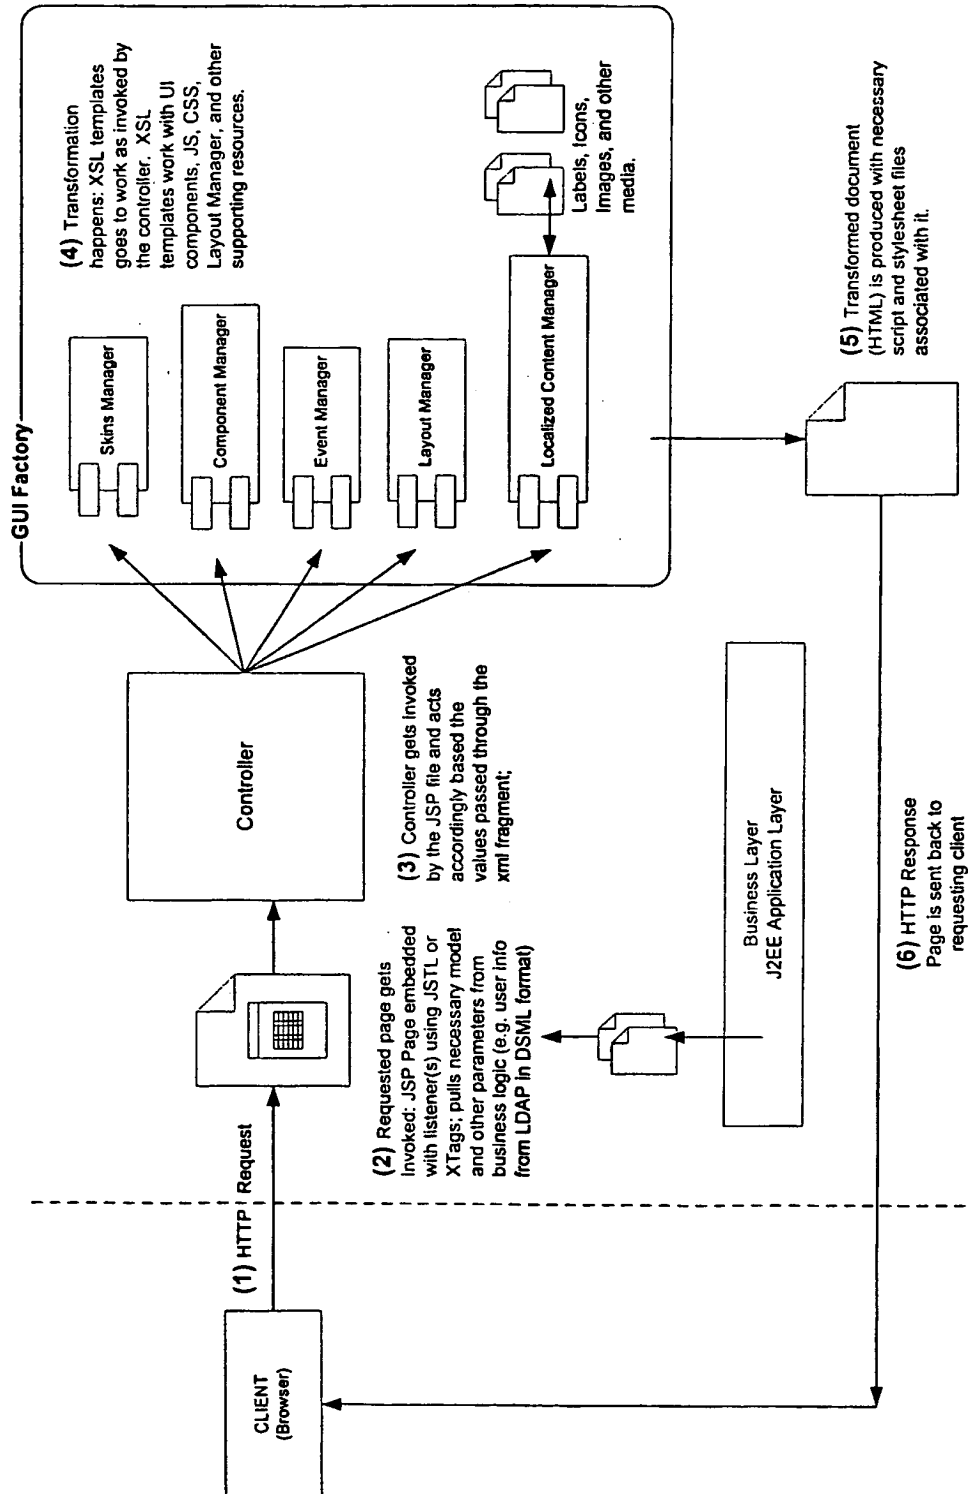 GUI Factory
(4) Transformation
happens: XSL templates
goes to work as invoked by
the controller. XSL
templates work with UI
components, JS, CSS,
Layout Manager, and other
supporting resources.
Skins Manager
Component Manager
Event Manager
Layout Manager
Localized Content Manager
Labels, Icons,
Images, and other
media.
Controller
(3) Controller gets invoked
by the JSP file and acts
accordingly based the
values passed through the
xml fragment;
(1) HTTP Request
CLIENT
(Browser)
(2) Requested page gets
Invoked: JSP Page embedded
with listener(s) using JSTL or
XTags; pulls necessary model
and other parameters from
business logic (e.g. user info
from LDAP in DSML format)
Business Layer
J2EE Application Layer
(5) Transformed document
(HTML) is produced with necessary
script and stylesheet files
associated with it.
(6) HTTP Response
Page is sent back to
requesting client